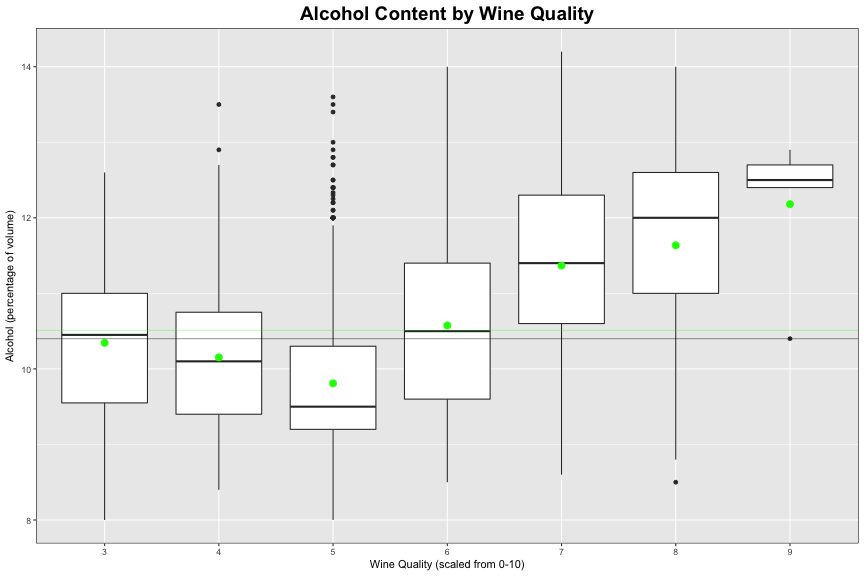 Alcohol Content by Wine Quality
Alcohol (percentage of volume)
14
12
10
8
3 4 5 6 7 8 9
Wine Quality (scaled from 0-10)